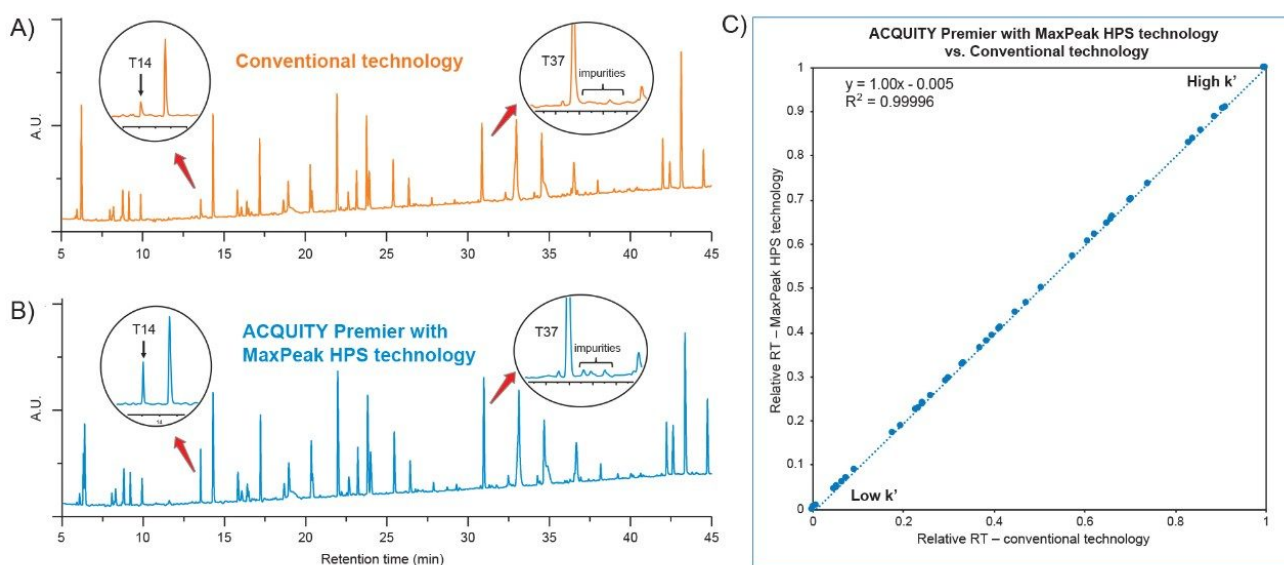 A)
Conventional technology
T14
T37
impurities
A.U.
5 10 15 20 25 30 35 40 45
B)
ACQUITY Premier with
MaxPeak HPS technology
T14
14
T37
impurities
A.U.
5 10 15 20 25 30 35 40 45
Retention time (min)
C)
ACQUITY Premier with MaxPeak HPS technology
vs. Conventional technology
y = 1.00x - 0.005
R² = 0.99996
High k'
Low k'
Relative RT – MaxPeak HPS technology
1
0.9
0.8
0.7
0.6
0.5
0.4
0.3
0.2
0.1
0
0 0.2 0.4 0.6 0.8 1
Relative RT – conventional technology